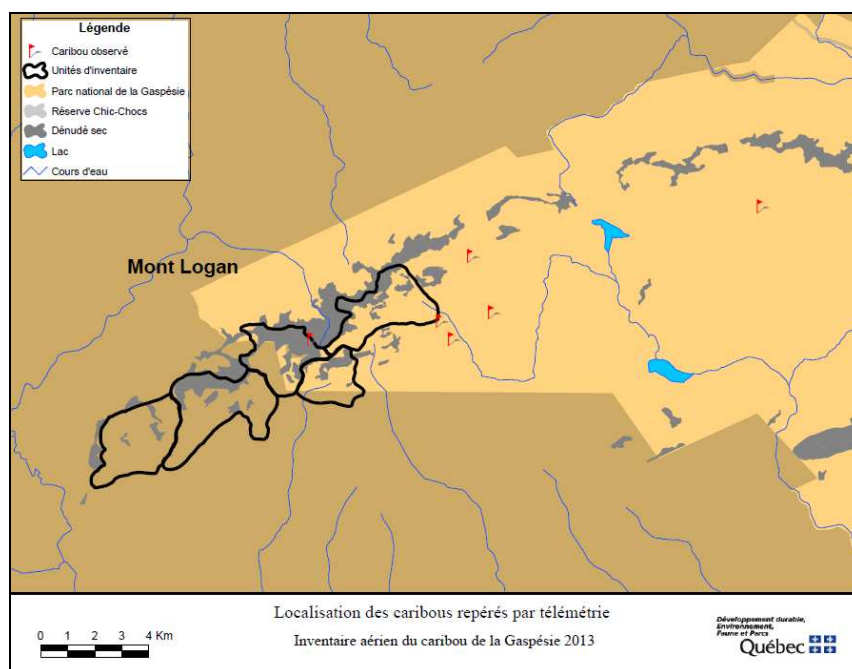 Légende
Caribou observé
Unités d'inventaire
Parc national de la Gaspésie
Réserve Chic-Chocs
Dénudé sec
Lac
Cours d'eau
Mont Logan
0 1 2 3 4 Km
Localisation des caribous repérés par télémétrie
Inventaire aérien du caribou de la Gaspésie 2013
Développement durable,
Environnement,
Faune et Parcs
Québec